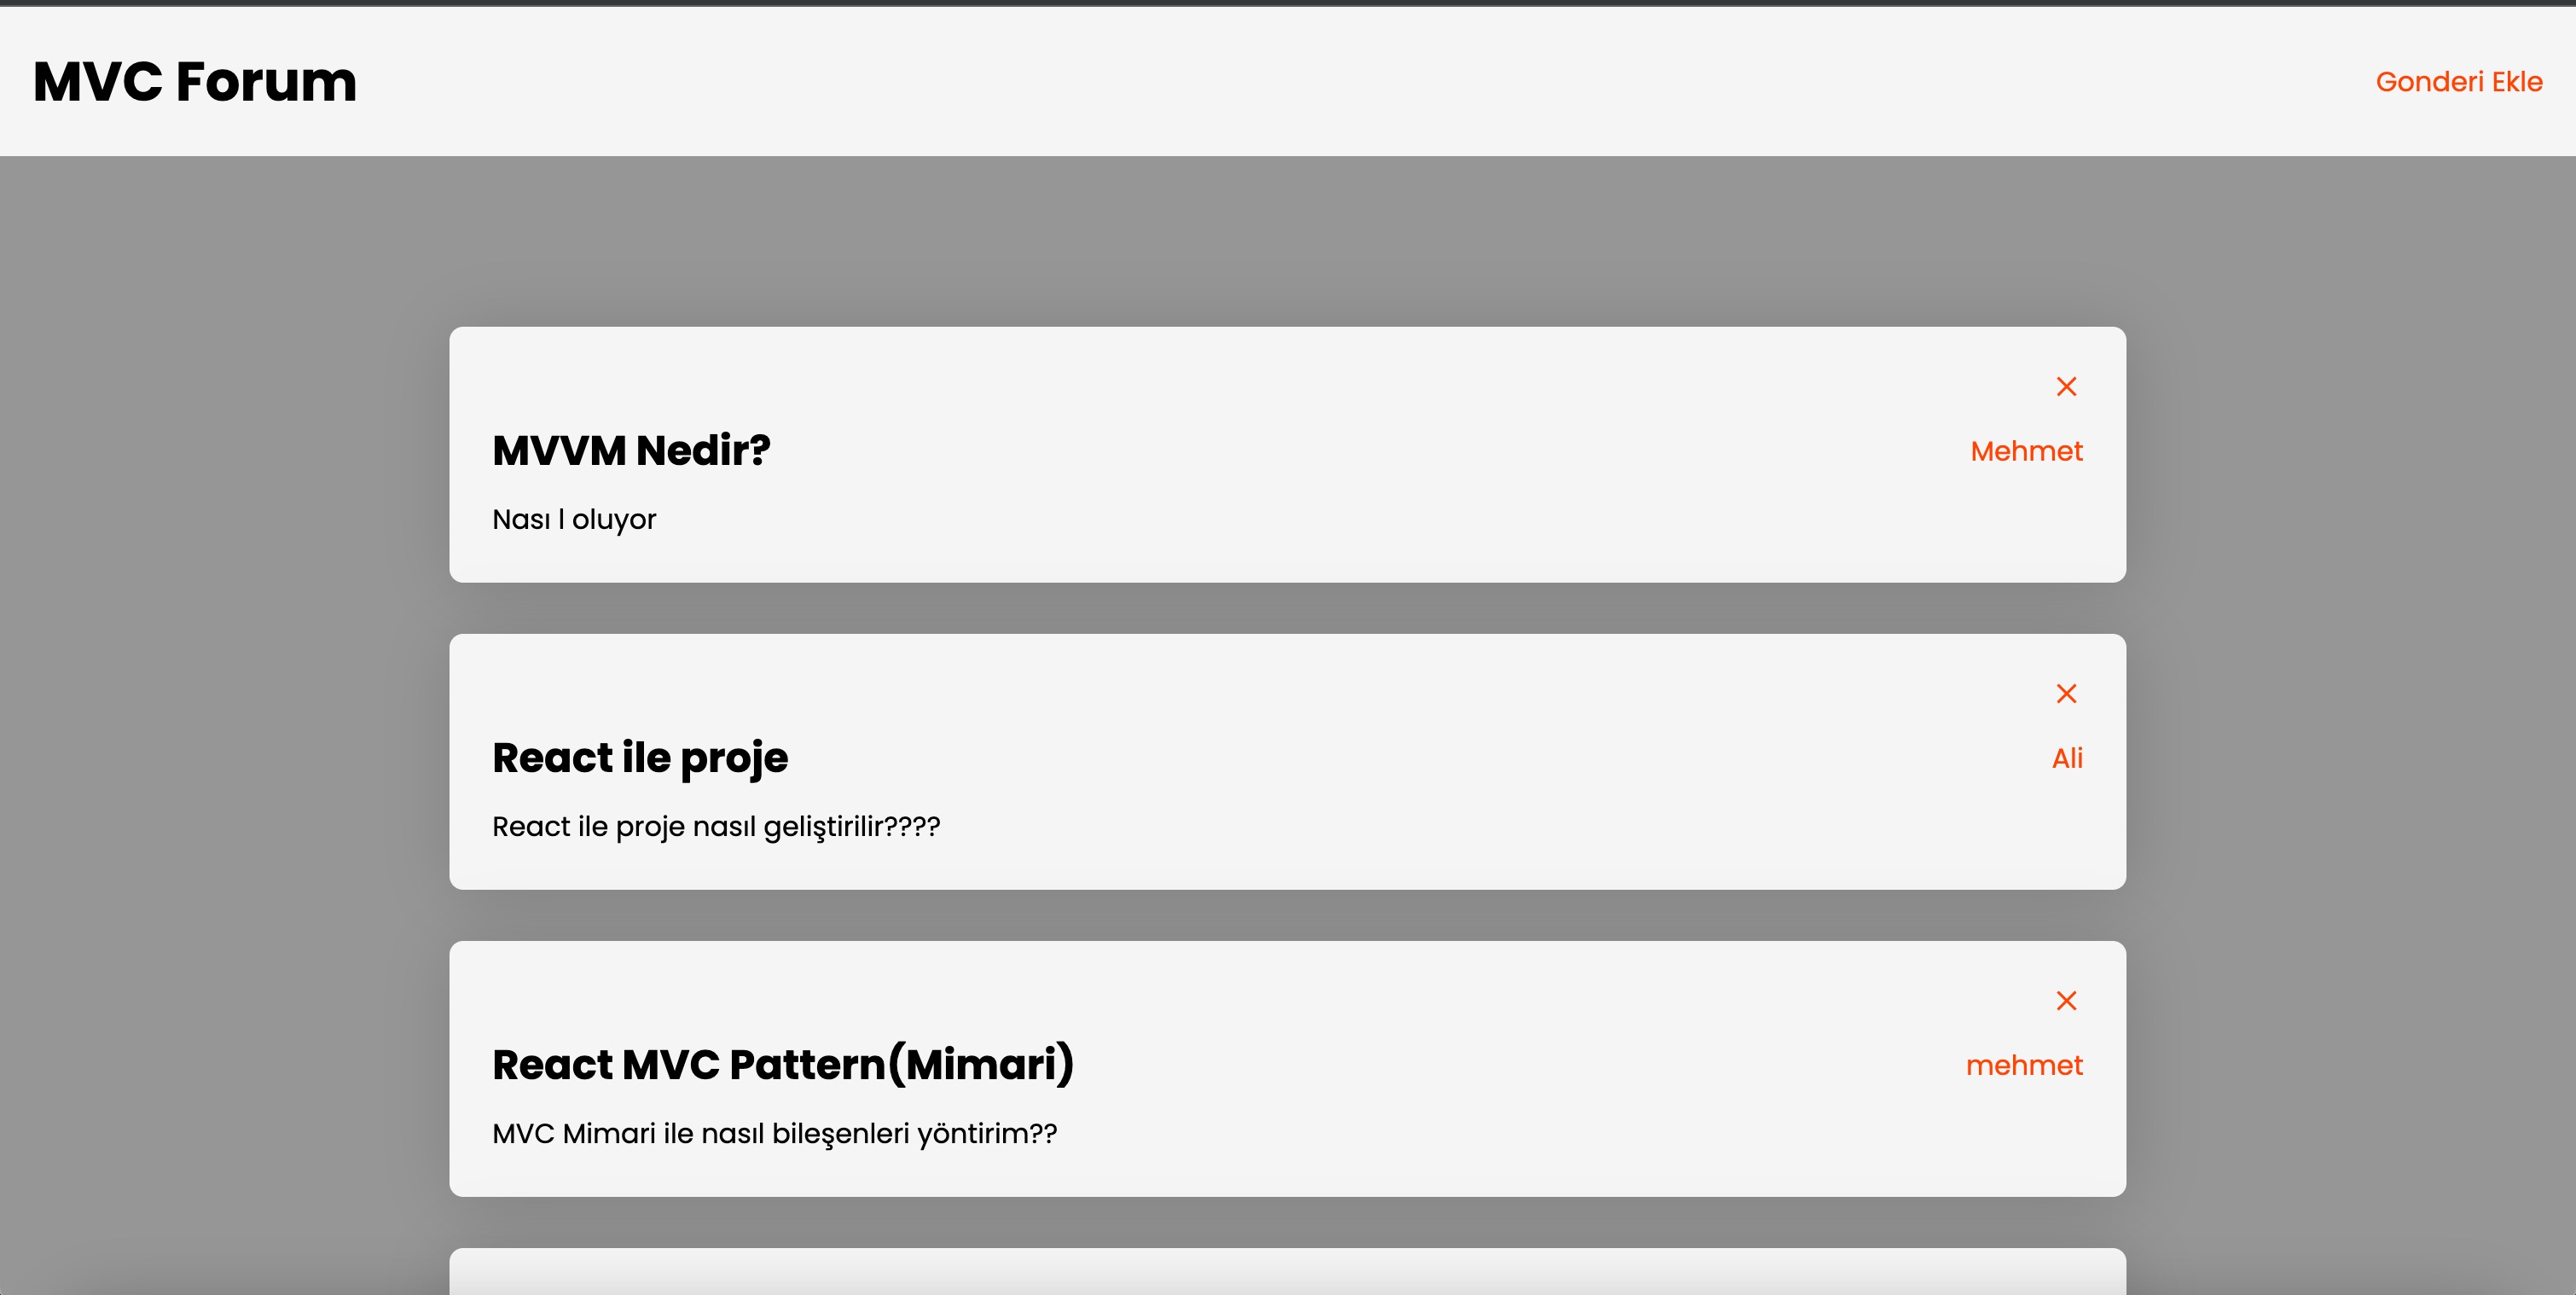 MVC Forum
Gonderi Ekle
MVVM Nedir?
Mehmet
Nası l oluyor
React ile proje
Ali
React ile proje nasıl geliştirilir????
React MVC Pattern(Mimari)
mehmet
MVC Mimari ile nasıl bileşenleri yöntirim??